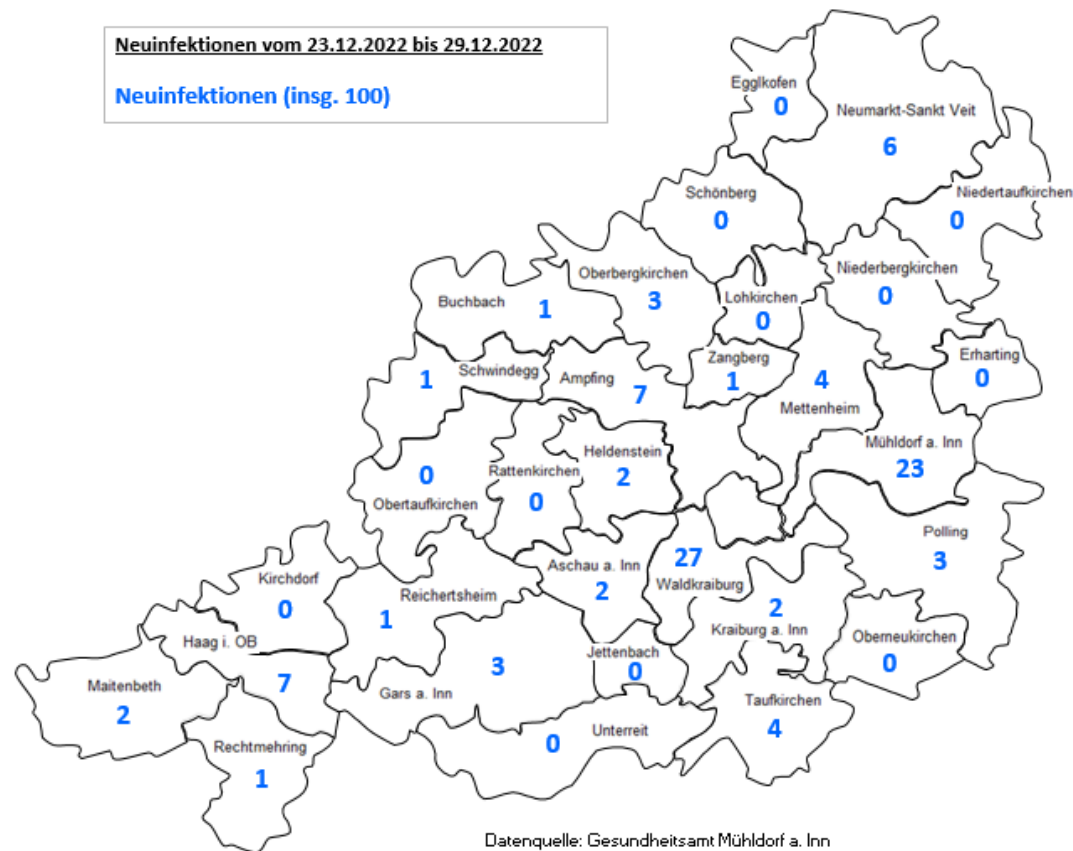 Neuinfektionen vom 23.12.2022 bis 29.12.2022
Neuinfektionen (insg. 100)
Egglkofen
0
Neumarkt-Sankt Veit
6
Schönberg
0
Niedertaufkirchen
0
Oberbergkirchen
3
Niederbergkirchen
0
Buchbach
1
Lohkirchen
0
Schwindegg
1
Ampfing
7
Zangberg
1
4
Mettenheim
Erharting
0
Mühldorf a. Inn
23
0
Obertaufkirchen
Rattenkirchen
0
Heldenstein
2
Polling
3
Kirchdorf
0
Reichertsheim
1
Aschau a. Inn
2
27
Waldkraiburg
2
Kraiburg a. Inn
Oberneukirchen
0
Haag i. OB
7
Maitenbeth
2
Gars a. Inn
3
Jettenbach
0
Taufkirchen
4
Rechtmehring
1
0
Unterreit
Datenquelle: Gesundheitsamt Mühldorf a. Inn